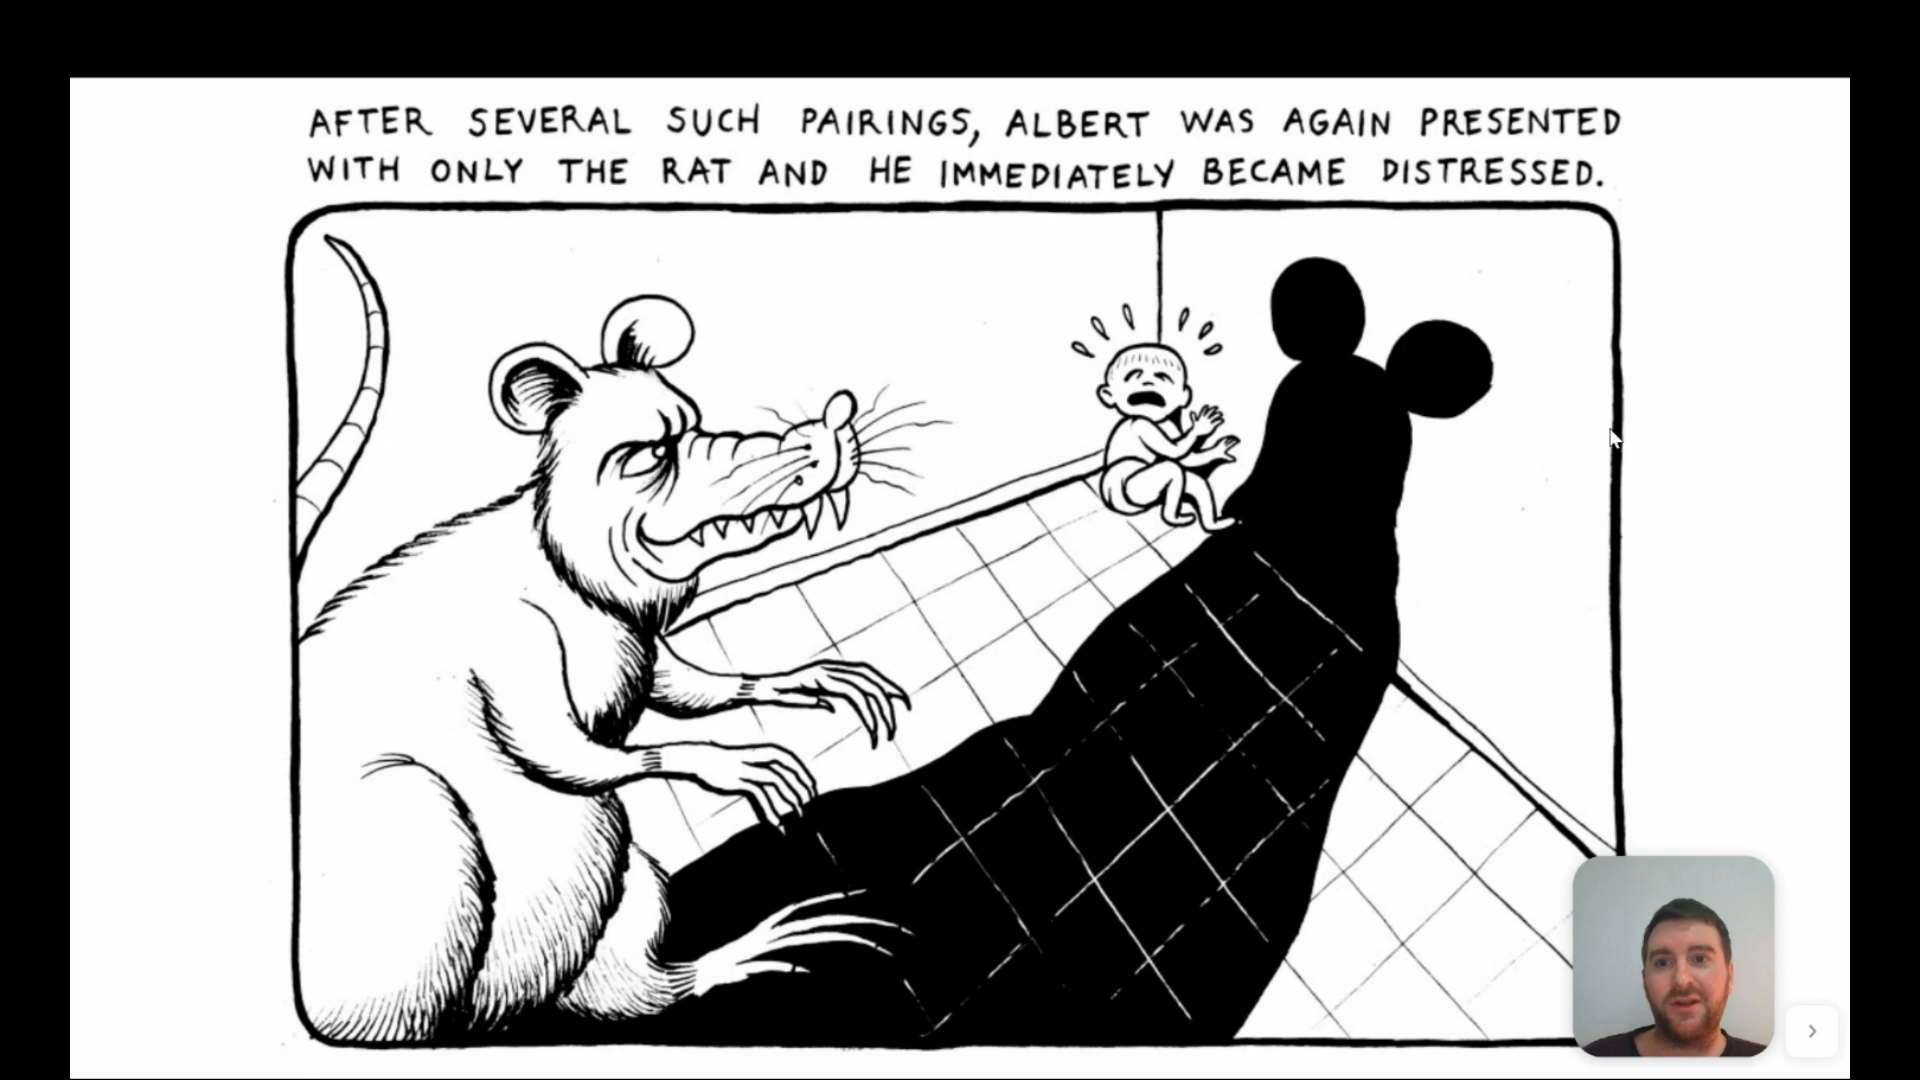 AFTER SEVERAL SUCH PAIRINGS, ALBERT WAS AGAIN PRESENTED
WITH ONLY THE RAT AND HE IMMEDIATELY BECAME DISTRESSED.